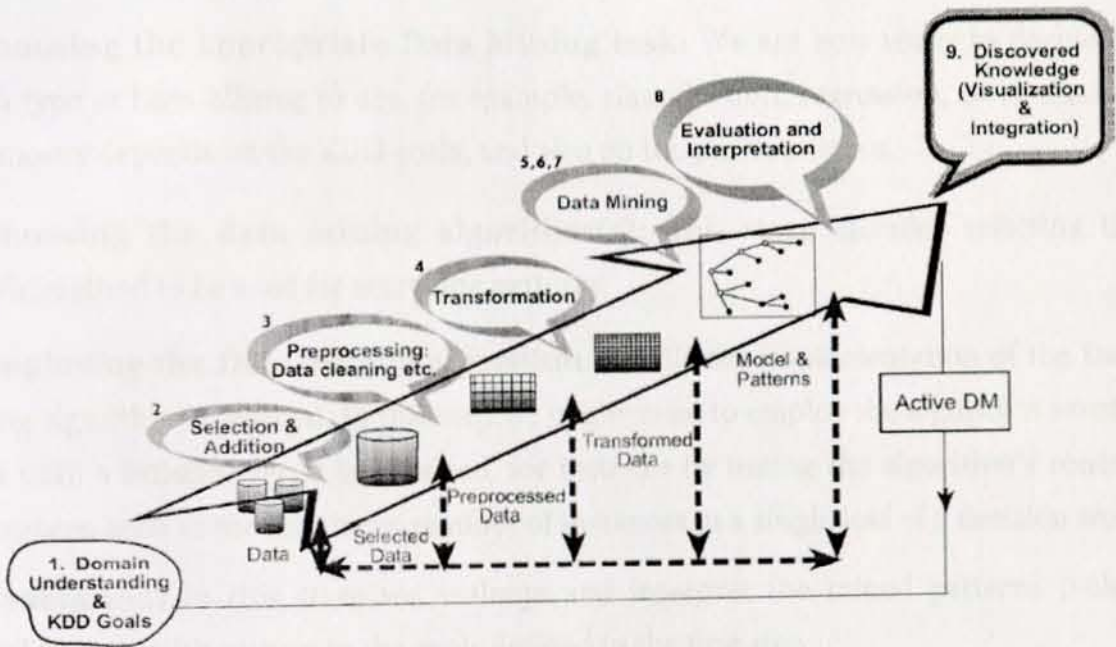 1. Domain
Understanding
&
KDD Goals
2
Selection &
Addition
Data
3
Preprocessing
Data cleaning etc.
Selected
Data
4
Transformation
Preprocessed
Data
5,6,7
Data Mining
Transformed
Data
8
Evaluation and
Interpretation
Model &
Patterns
9. Discovered
Knowledge
(Visualization
&
Integration)
Active DM